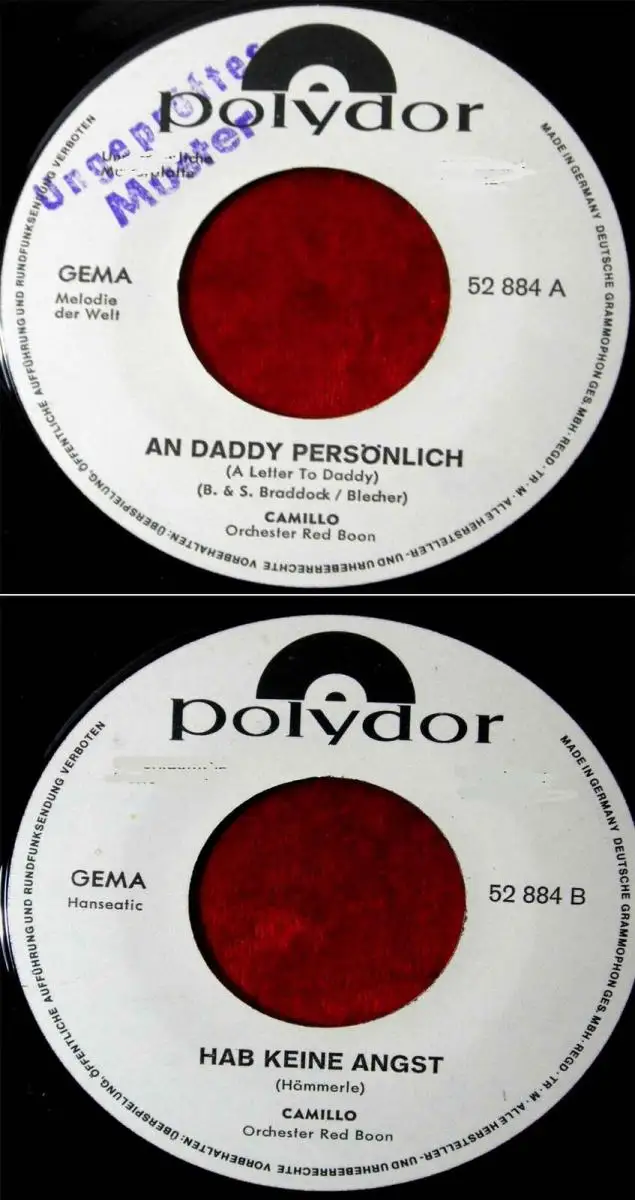 polydor
Ungeprüftes
Muster
GEMA
Melodie
der Welt
52 884 A
AN DADDY PERSÖNLICH
(A Letter To Daddy)
(B. & S. Braddock / Blecher)
CAMILLO
Orchester Red Boon
MADE IN GERMANY DEUTSCHE GRAMMOPHON GES. MBH · REGD · TR · M · ALLE HERSTELLER- UND URHEBERRECHTE VORBEHALTEN: ÜBERSPIELUNG, ÖFFENTLICHE AUFFÜHRUNG UND RUNDFUNKSENDUNG VERBOTEN
polydor
GEMA
Hanseatic
52 884 B
HAB KEINE ANGST
(Hömmerle)
CAMILLO
Orchester Red Boon
MADE IN GERMANY DEUTSCHE GRAMMOPHON GES. MBH · REGD · TR · M · ALLE HERSTELLER- UND URHEBERRECHTE VORBEHALTEN: ÜBERSPIELUNG, ÖFFENTLICHE AUFFÜHRUNG UND RUNDFUNKSENDUNG VERBOTEN